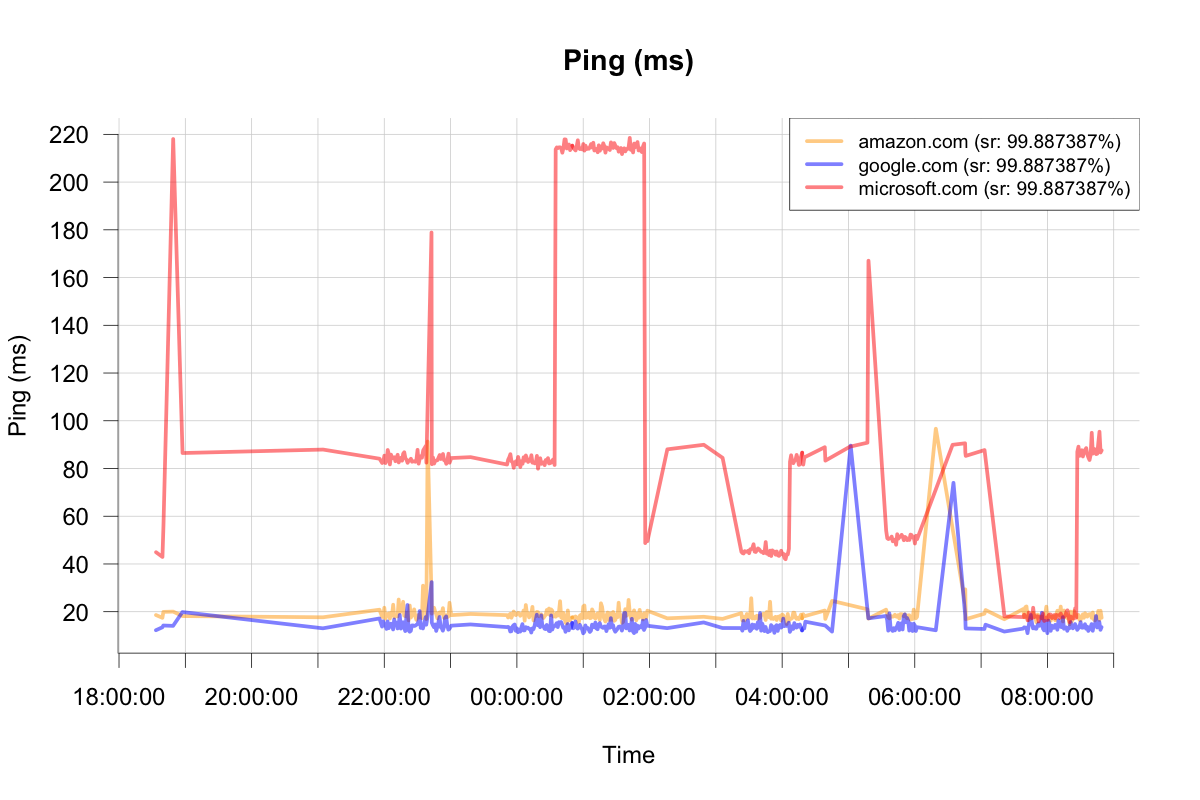 Ping (ms)
amazon.com (sr: 99.887387%)
google.com (sr: 99.887387%)
microsoft.com (sr: 99.887387%)
220
200
180
160
140
120
100
80
60
40
20
Ping (ms)
18:00:00 20:00:00 22:00:00 00:00:00 02:00:00 04:00:00 06:00:00 08:00:00
Time